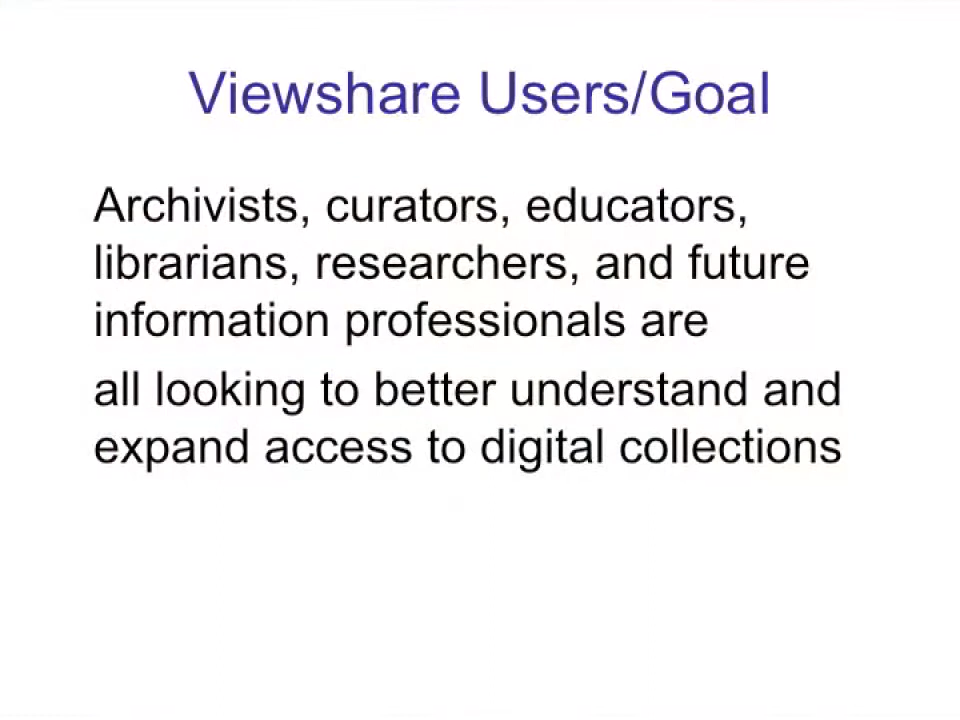 Viewshare Users/Goal
Archivists, curators, educators,
librarians, researchers, and future
information professionals are
all looking to better understand and
expand access to digital collections